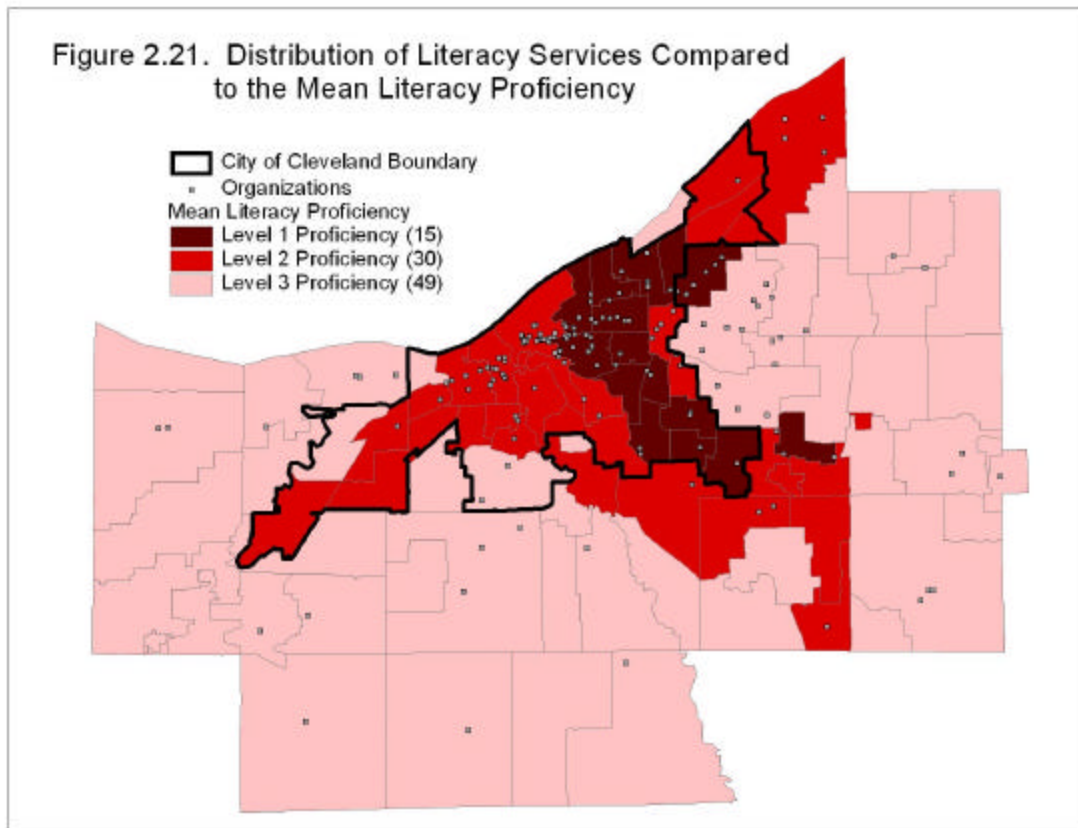 Figure 2.21. Distribution of Literacy Services Compared
to the Mean Literacy Proficiency
City of Cleveland Boundary
Organizations
Mean Literacy Proficiency
Level 1 Proficiency (15)
Level 2 Proficiency (30)
Level 3 Proficiency (49)